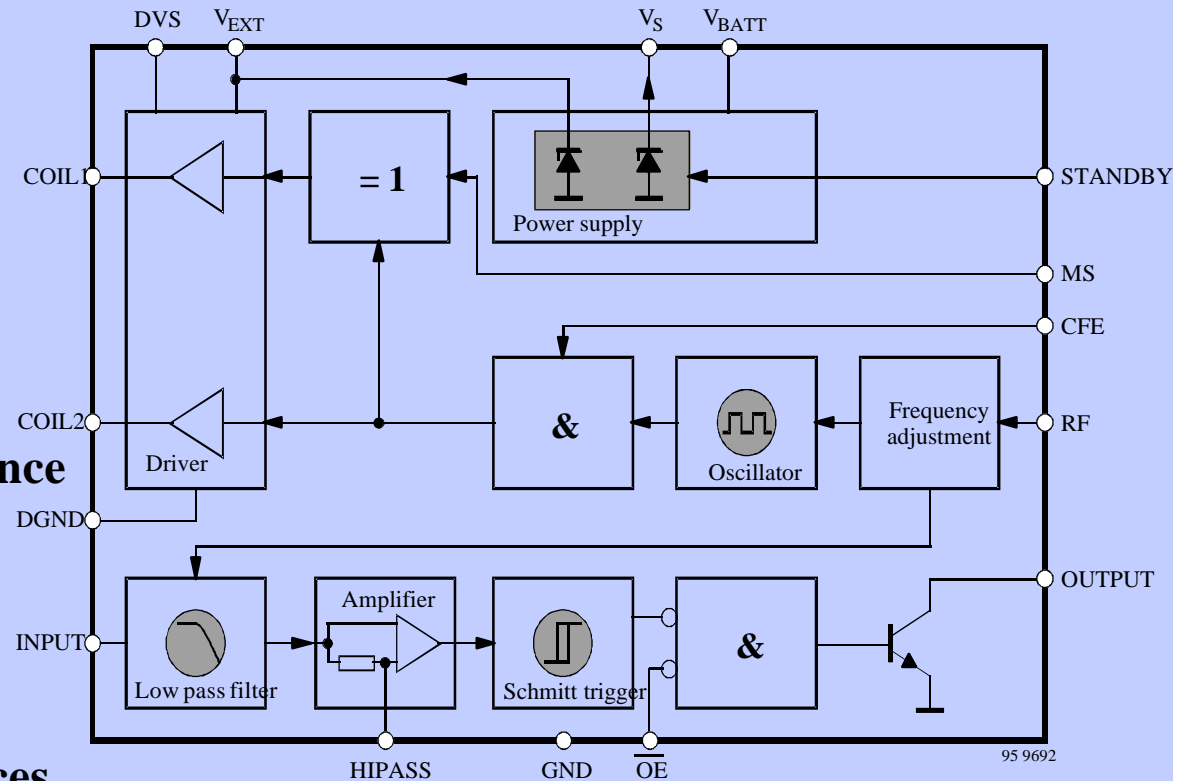 DVS VEXT VS VBATT
COIL1 = 1 STANDBY
Power supply
MS
CFE
COIL2 & Frequency adjustment RF
Driver Oscillator
nce
DGND
OUTPUT
Amplifier
INPUT &
Low pass filter Schmitt trigger
HIPASS GND OE
95 9692
ces